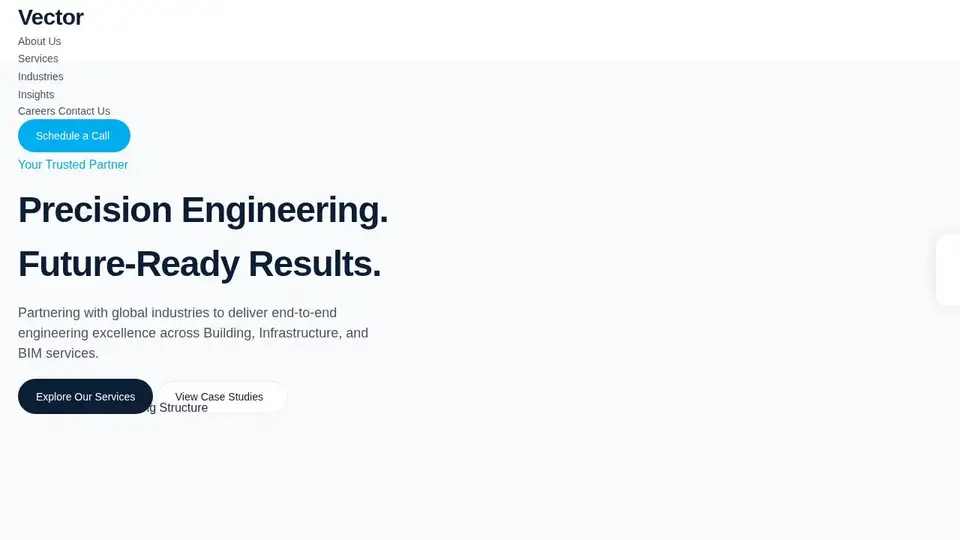 Vector
About Us
Services
Industries
Insights
Careers Contact Us
Schedule a Call
Your Trusted Partner
Precision Engineering.
Future-Ready Results.
Partnering with global industries to deliver end-to-end
engineering excellence across Building, Infrastructure, and
BIM services.
Explore Our Services View Case Studies
Structure